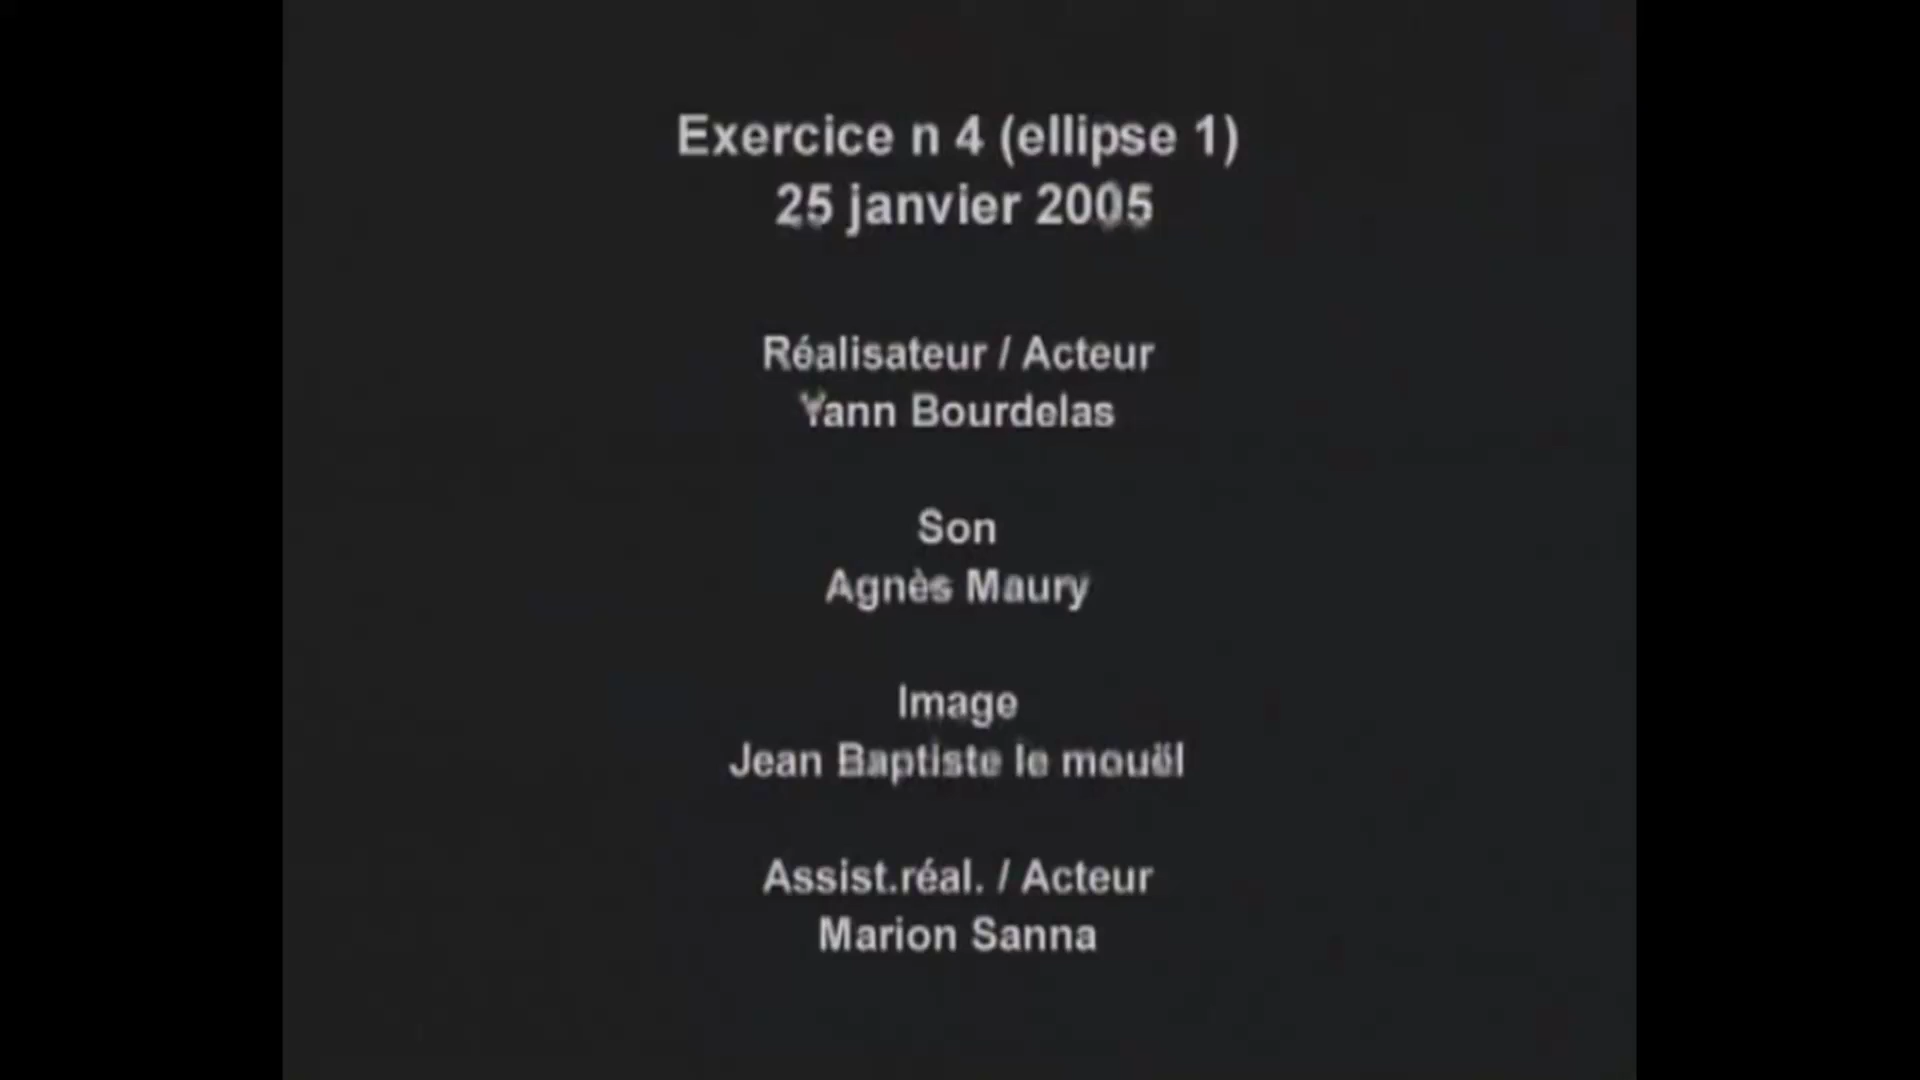 Exercice n 4 (ellipse 1)
25 janvier 2005
Réalisateur / Acteur
Yann Bourdelas
Son
Agnès Maury
Image
Jean Baptiste le mouël
Assist.réal. / Acteur
Marion Sanna